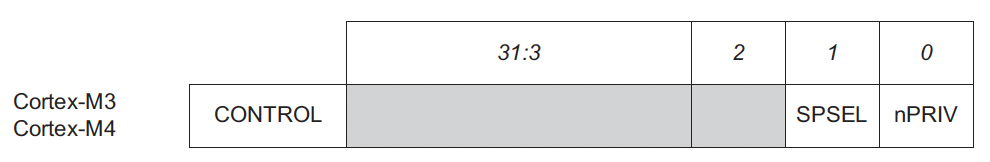 31:3 2 1 0
Cortex-M3
Cortex-M4
CONTROL SPSEL nPRIV